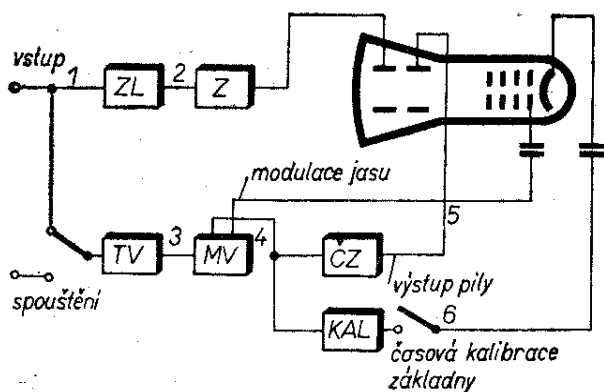 vstup
1
ZL
2
Z
modulace jasu
5
TV
3
MV
4
ČZ
výstup pily
spouštění
KAL
6
časová kalibrace
základny